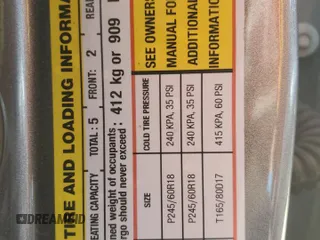 TIRE AND LOADING INFORMA
SEATING CAPACITY TOTAL : 5 FRONT: 2 REA
ned weight of occupants
rgo should never exceed : 412 kg or 909
SIZE COLD TIRE PRESSURE SEE OWNER
P245/60R18 240 KPA, 35 PSI MANUAL FO
P245/60R18 240 KPA, 35 PSI ADDITIONA
T165/80D17 415 KPA, 60 PSI INFORMATION